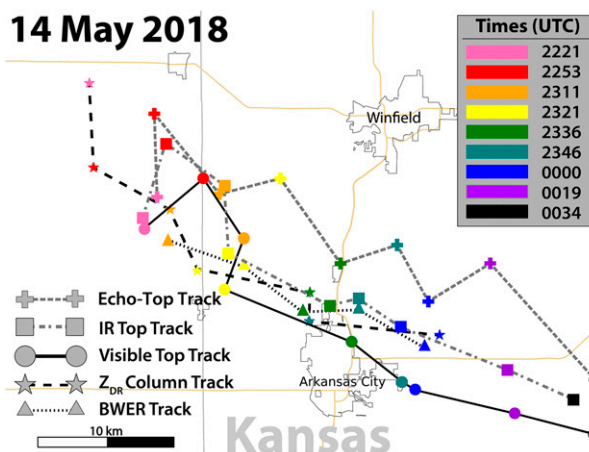 14 May 2018
Times (UTC)
2221
2253
2311
2321
2336
2346
0000
0019
0034
Winfield
Echo-Top Track
IR Top Track
Visible Top Track
Z_DR Column Track
BWER Track
Arkansas City
10 km
Kansas